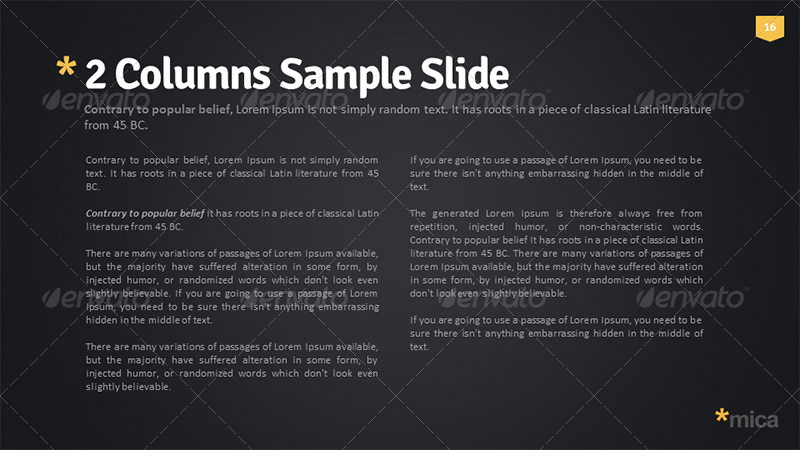 16
* 2 Columns Sample Slide
Contrary to popular belief, Lorem Ipsum is not simply random text. It has roots in a piece of classical Latin literature
from 45 BC.
Contrary to popular belief, Lorem Ipsum is not simply random
text. It has roots in a piece of classical Latin literature from 45
BC.
Contrary to popular belief It has roots in a piece of classical Latin
literature from 45 BC.
There are many variations of passages of Lorem Ipsum available,
but the majority have suffered alteration in some form, by
injected humor, or randomized words which don't look even
slightly believable. If you are going to use a passage of Lorem
Ipsum, you need to be sure there isn't anything embarrassing
hidden in the middle of text.
There are many variations of passages of Lorem Ipsum available,
but the majority have suffered alteration in some form, by
injected humor, or randomized words which don't look even
slightly believable.
If you are going to use a passage of Lorem Ipsum, you need to be
sure there isn't anything embarrassing hidden in the middle of
text.
The generated Lorem Ipsum is therefore always free from
repetition, injected humor, or non-characteristic words.
Contrary to popular belief It has roots in a piece of classical Latin
literature from 45 BC. There are many variations of passages of
Lorem Ipsum available, but the majority have suffered alteration
in some form, by injected humor, or randomized words which
don't look even slightly believable.
If you are going to use a passage of Lorem Ipsum, you need to be
sure there isn't anything embarrassing hidden in the middle of
text.
*mica
envato envato envato envato
envato envato envato envato